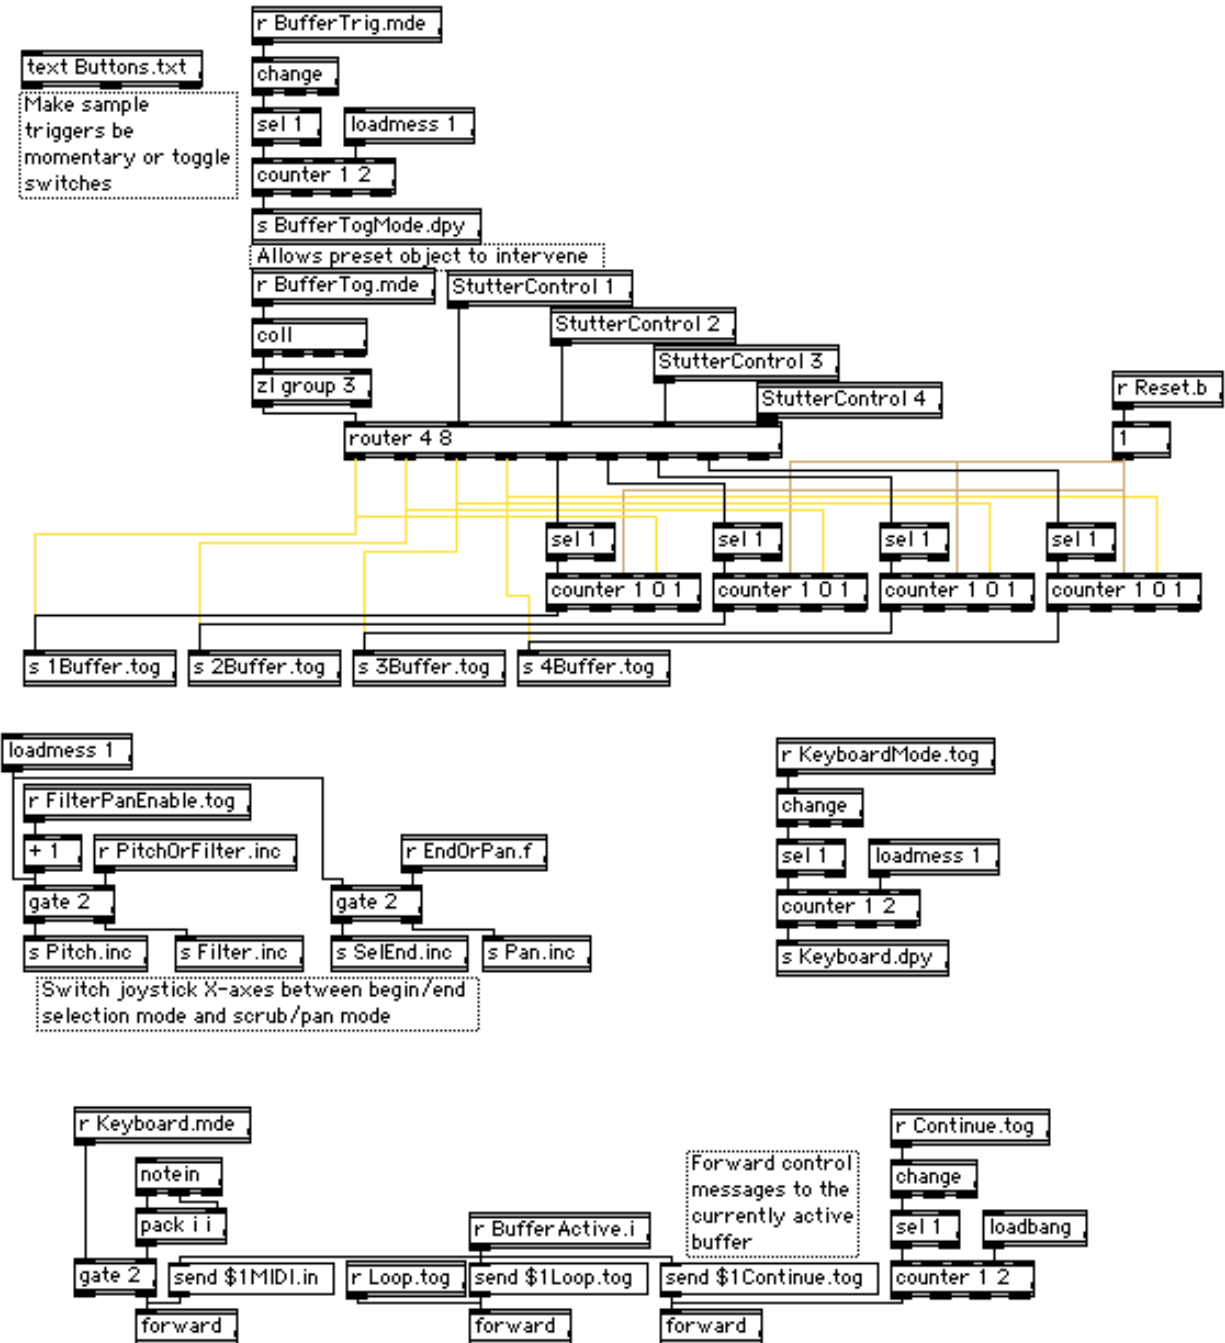 r BufferTrig.mde
text Buttons.txt
change
Make sample
triggers be
momentary or toggle
switches
sel 1
loadmess 1
counter 1 2
s BufferTogMode.dpy
Allows preset object to intervene
r BufferTog.mde
StutterControl 1
StutterControl 2
coll
StutterControl 3
zl group 3
StutterControl 4
r Reset.b
router 4 8
1
sel 1
sel 1
sel 1
sel 1
counter 1 0 1
counter 1 0 1
counter 1 0 1
counter 1 0 1
s 1Buffer.tog
s 2Buffer.tog
s 3Buffer.tog
s 4Buffer.tog
loadmess 1
r FilterPanEnable.tog
+ 1
r PitchOrFilter.inc
r EndOrPan.f
gate 2
gate 2
s Pitch.inc
s Filter.inc
s SelEnd.inc
s Pan.inc
Switch joystick X-axes between begin/end
selection mode and scrub/pan mode
r KeyboardMode.tog
change
sel 1
loadmess 1
counter 1 2
s Keyboard.dpy
r Keyboard.mde
notein
pack i i
gate 2
send $1MIDI.in
forward
r BufferActive.i
r Loop.tog
send $1Loop.tog
forward
Forward control
messages to the
currently active
buffer
send $1Continue.tog
forward
r Continue.tog
change
sel 1
loadbang
counter 1 2